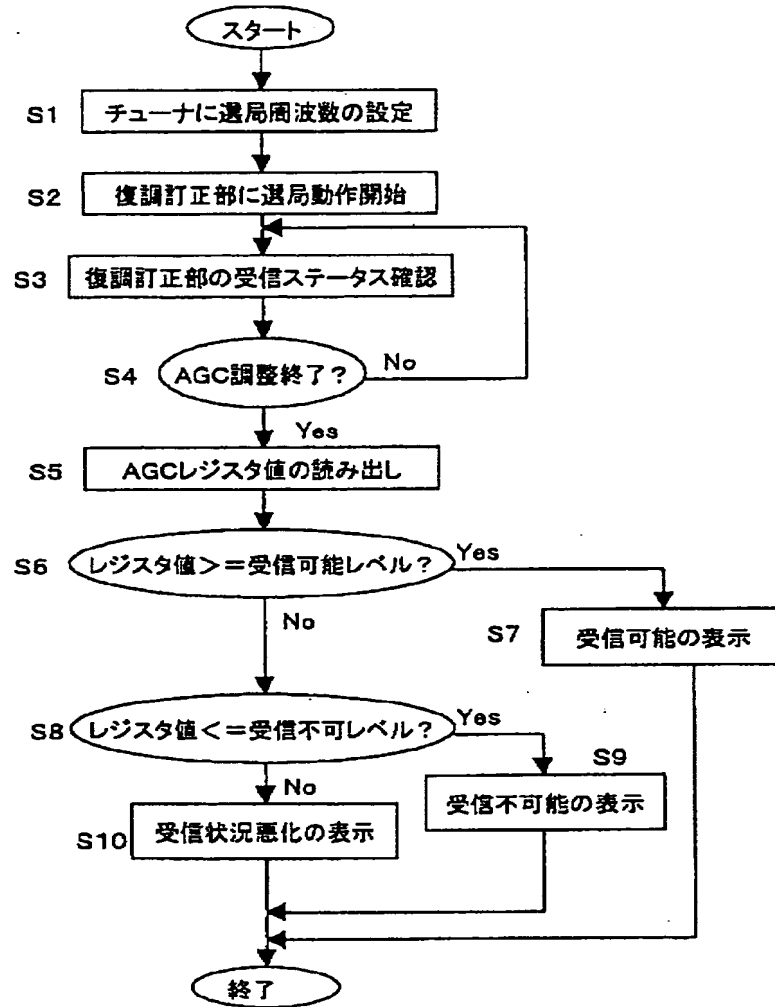 スタート
S1 チューナに選局周波数の設定
S2 復調訂正部に選局動作開始
S3 復調訂正部の受信ステータス確認
S4 AGC調整終了? No
Yes
S5 AGCレジスタ値の読み出し
S6 レジスタ値>=受信可能レベル? Yes
No
S7 受信可能の表示
S8 レジスタ値<=受信不可レベル? Yes
No
S9
受信不可能の表示
S10 受信状況悪化の表示
終了